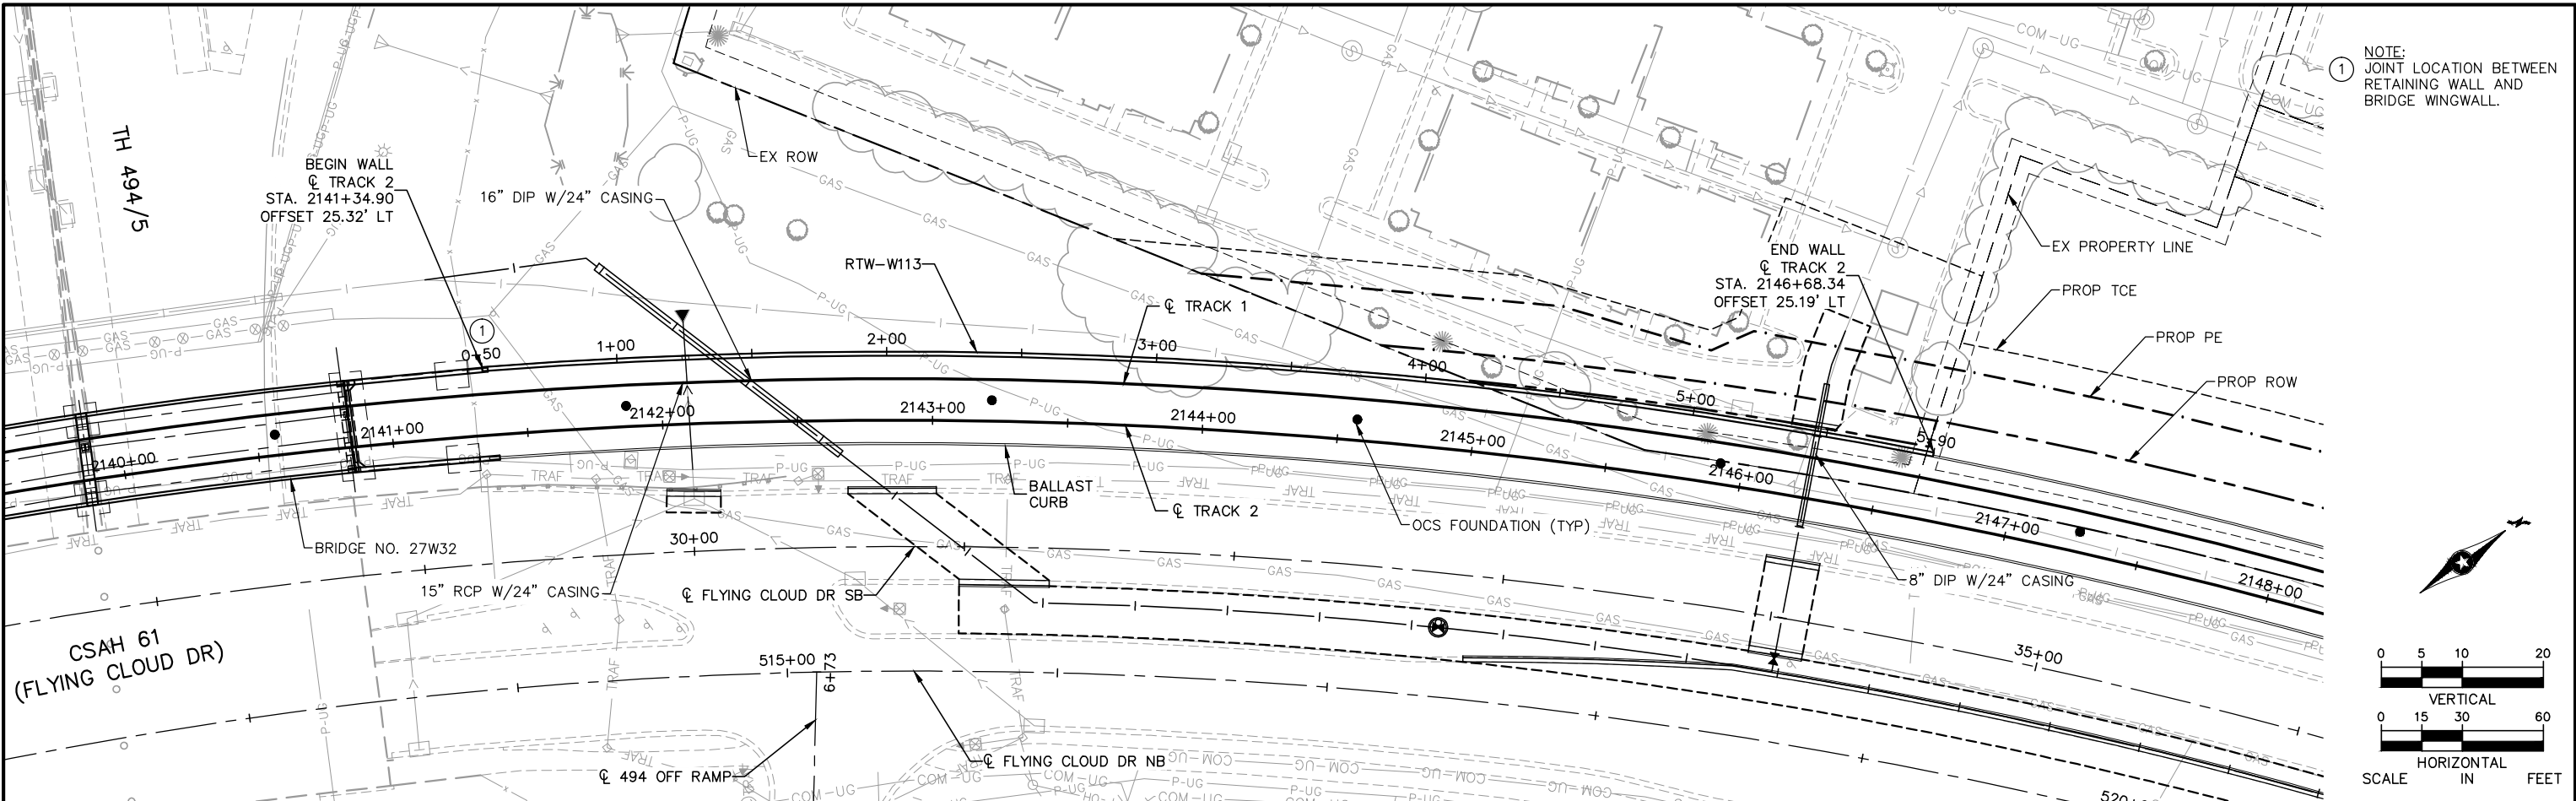 NOTE:
1 JOINT LOCATION BETWEEN
RETAINING WALL AND
BRIDGE WINGWALL.
TH 494/5
BEGIN WALL
℄ TRACK 2
STA. 2141+34.90
OFFSET 25.32' LT
16" DIP W/24" CASING
EX ROW
RTW-W113
℄ TRACK 1
END WALL
℄ TRACK 2
STA. 2146+68.34
OFFSET 25.19' LT
EX PROPERTY LINE
PROP TCE
PROP PE
PROP ROW
1
0+50
1+00
2+00
3+00
4+00
5+00
5+90
2140+00
2141+00
2142+00
2143+00
2144+00
2145+00
2146+00
2147+00
2148+00
BALLAST
CURB
℄ TRACK 2
OCS FOUNDATION (TYP)
BRIDGE NO. 27W32
30+00
15" RCP W/24" CASING
℄ FLYING CLOUD DR SB
8" DIP W/24" CASING
CSAH 61
(FLYING CLOUD DR)
515+00
6+73
35+00
℄ 494 OFF RAMP
℄ FLYING CLOUD DR NB
GAS
P-UG
TRAF
COM-UG
0 5 10 20
VERTICAL
0 15 30 60
HORIZONTAL
SCALE IN FEET